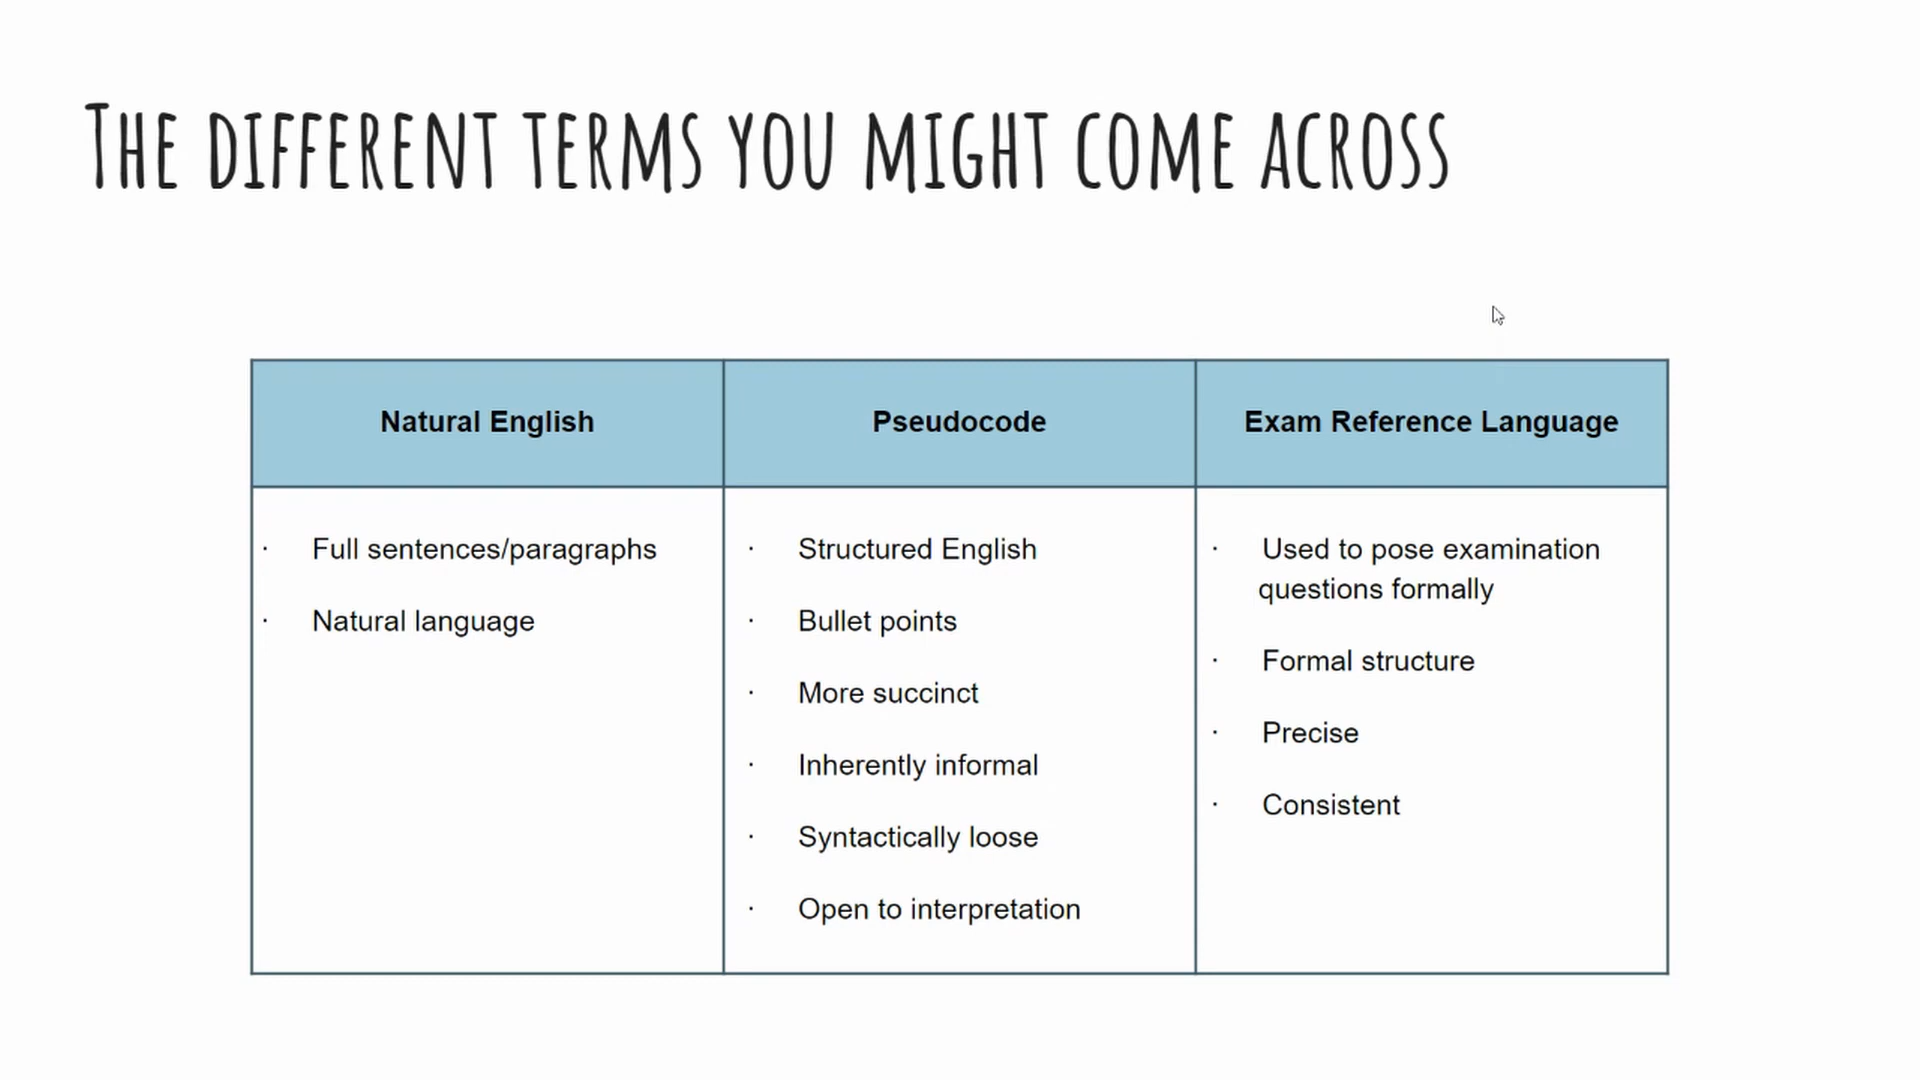 The different terms you might come across
Natural English
Pseudocode
Exam Reference Language
· Full sentences/paragraphs
· Natural language
· Structured English
· Bullet points
· More succinct
· Inherently informal
· Syntactically loose
· Open to interpretation
· Used to pose examination
questions formally
· Formal structure
· Precise
· Consistent